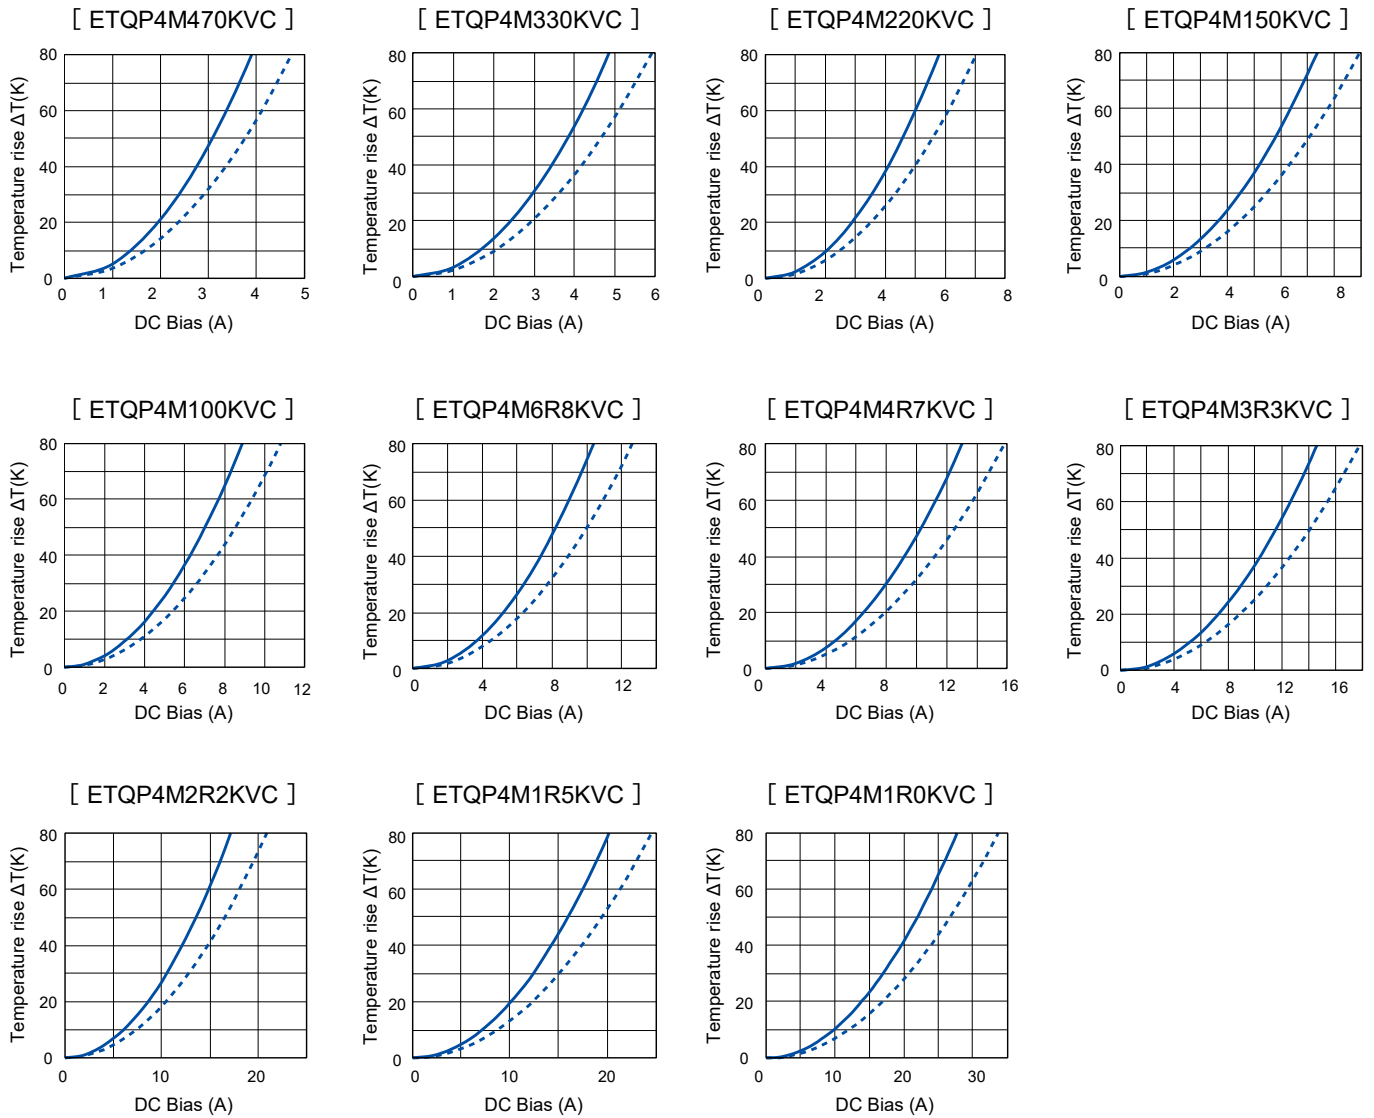 [ ETQP4M470KVC ]
Temperature rise ΔT(K)
80
60
40
20
0
0 1 2 3 4 5
DC Bias (A)
[ ETQP4M330KVC ]
Temperature rise ΔT(K)
80
60
40
20
0
0 1 2 3 4 5 6
DC Bias (A)
[ ETQP4M220KVC ]
Temperature rise ΔT(K)
80
60
40
20
0
0 2 4 6 8
DC Bias (A)
[ ETQP4M150KVC ]
Temperature rise ΔT(K)
80
60
40
20
0
0 2 4 6 8
DC Bias (A)
[ ETQP4M100KVC ]
Temperature rise ΔT(K)
80
60
40
20
0
0 2 4 6 8 10 12
DC Bias (A)
[ ETQP4M6R8KVC ]
Temperature rise ΔT(K)
80
60
40
20
0
0 4 8 12
DC Bias (A)
[ ETQP4M4R7KVC ]
Temperature rise ΔT(K)
80
60
40
20
0
0 4 8 12 16
DC Bias (A)
[ ETQP4M3R3KVC ]
Temperature rise ΔT(K)
80
60
40
20
0
0 4 8 12 16
DC Bias (A)
[ ETQP4M2R2KVC ]
Temperature rise ΔT(K)
80
60
40
20
0
0 10 20
DC Bias (A)
[ ETQP4M1R5KVC ]
Temperature rise ΔT(K)
80
60
40
20
0
0 10 20
DC Bias (A)
[ ETQP4M1R0KVC ]
Temperature rise ΔT(K)
80
60
40
20
0
0 10 20 30
DC Bias (A)